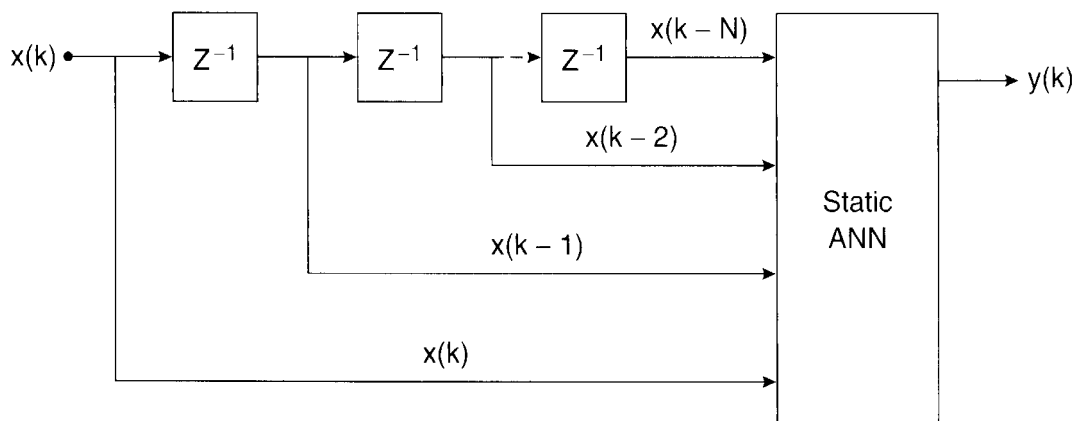 x(k)
Z⁻¹
Z⁻¹
Z⁻¹
x(k – N)
y(k)
x(k – 2)
Static
ANN
x(k – 1)
x(k)